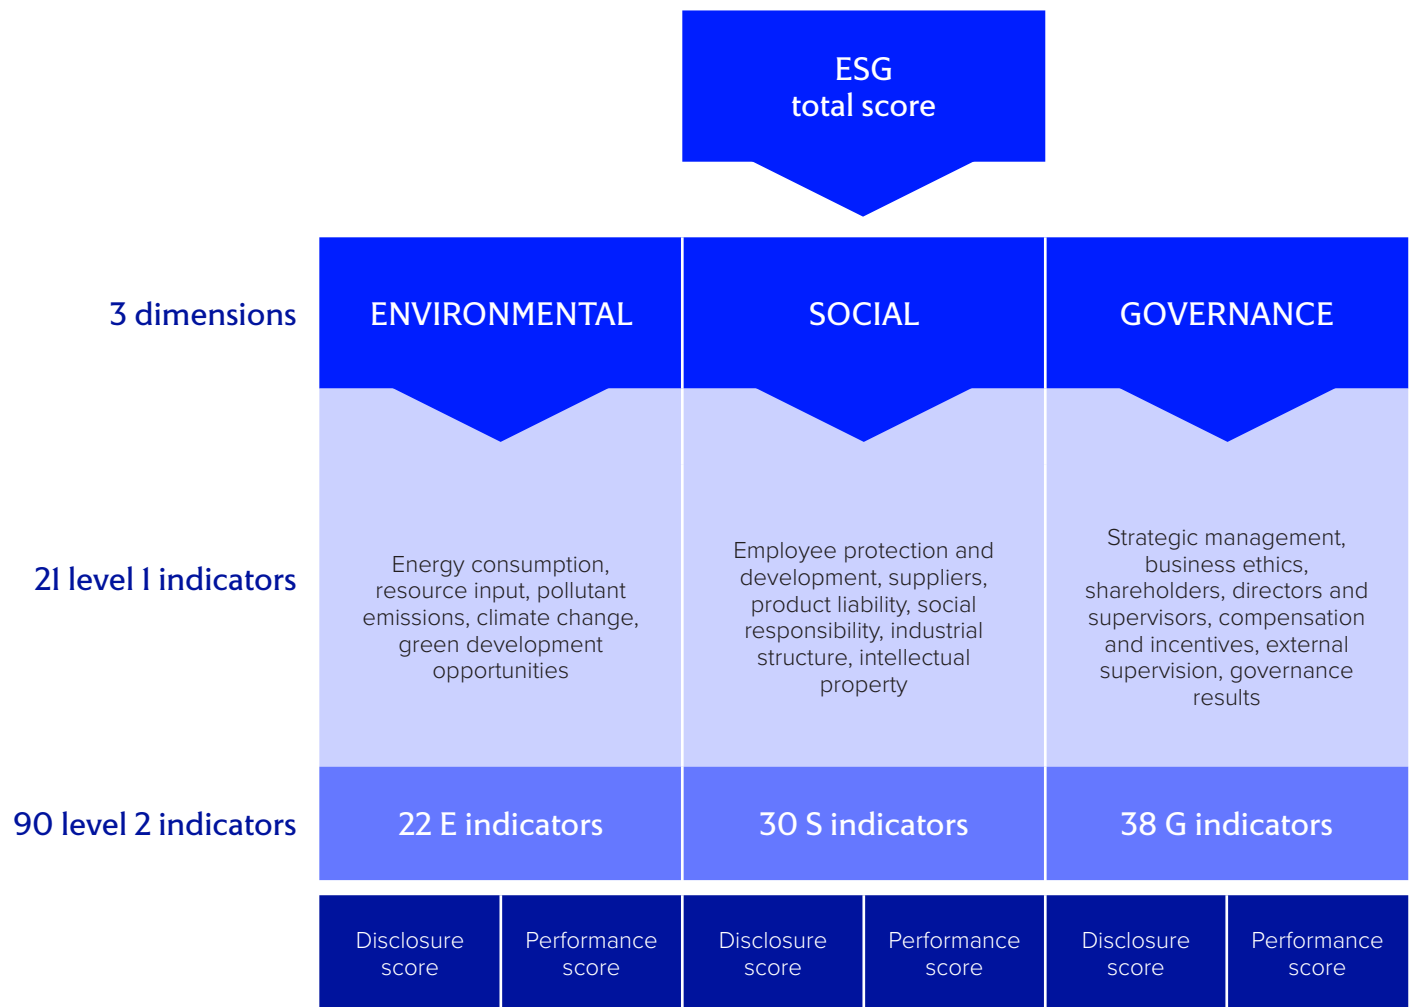 ESG
total score
3 dimensions
ENVIRONMENTAL
SOCIAL
GOVERNANCE
21 level 1 indicators
Energy consumption,
resource input, pollutant
emissions, climate change,
green development
opportunities
Employee protection and
development, suppliers,
product liability, social
responsibility, industrial
structure, intellectual
property
Strategic management,
business ethics,
shareholders, directors and
supervisors, compensation
and incentives, external
supervision, governance
results
90 level 2 indicators
22 E indicators
30 S indicators
38 G indicators
Disclosure
score
Performance
score
Disclosure
score
Performance
score
Disclosure
score
Performance
score